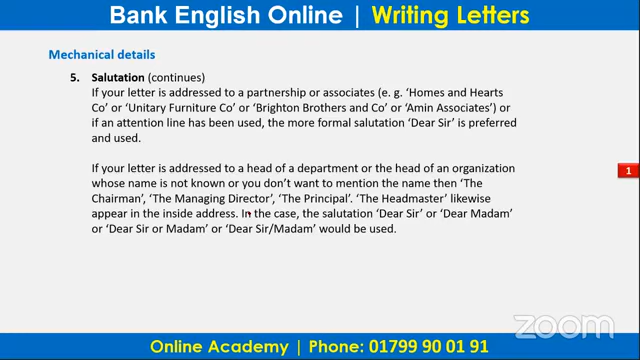 Bank English Online | Writing Letters
Mechanical details
5. Salutation (continues)
If your letter is addressed to a partnership or associates (e. g. ‘Homes and Hearts
Co’ or ‘Unitary Furniture Co’ or ‘Brighton Brothers and Co’ or ‘Amin Associates’) or
if an attention line has been used, the more formal salutation ‘Dear Sir’ is preferred
and used.
If your letter is addressed to a head of a department or the head of an organization
whose name is not known or you don’t want to mention the name then ‘The
Chairman’, ‘The Managing Director’, ‘The Principal’. ‘The Headmaster’ likewise
appear in the inside address. In the case, the salutation ‘Dear Sir’ or ‘Dear Madam’
or ‘Dear Sir or Madam’ or ‘Dear Sir/Madam’ would be used.
1
zoom
Online Academy | Phone: 01799 90 01 91